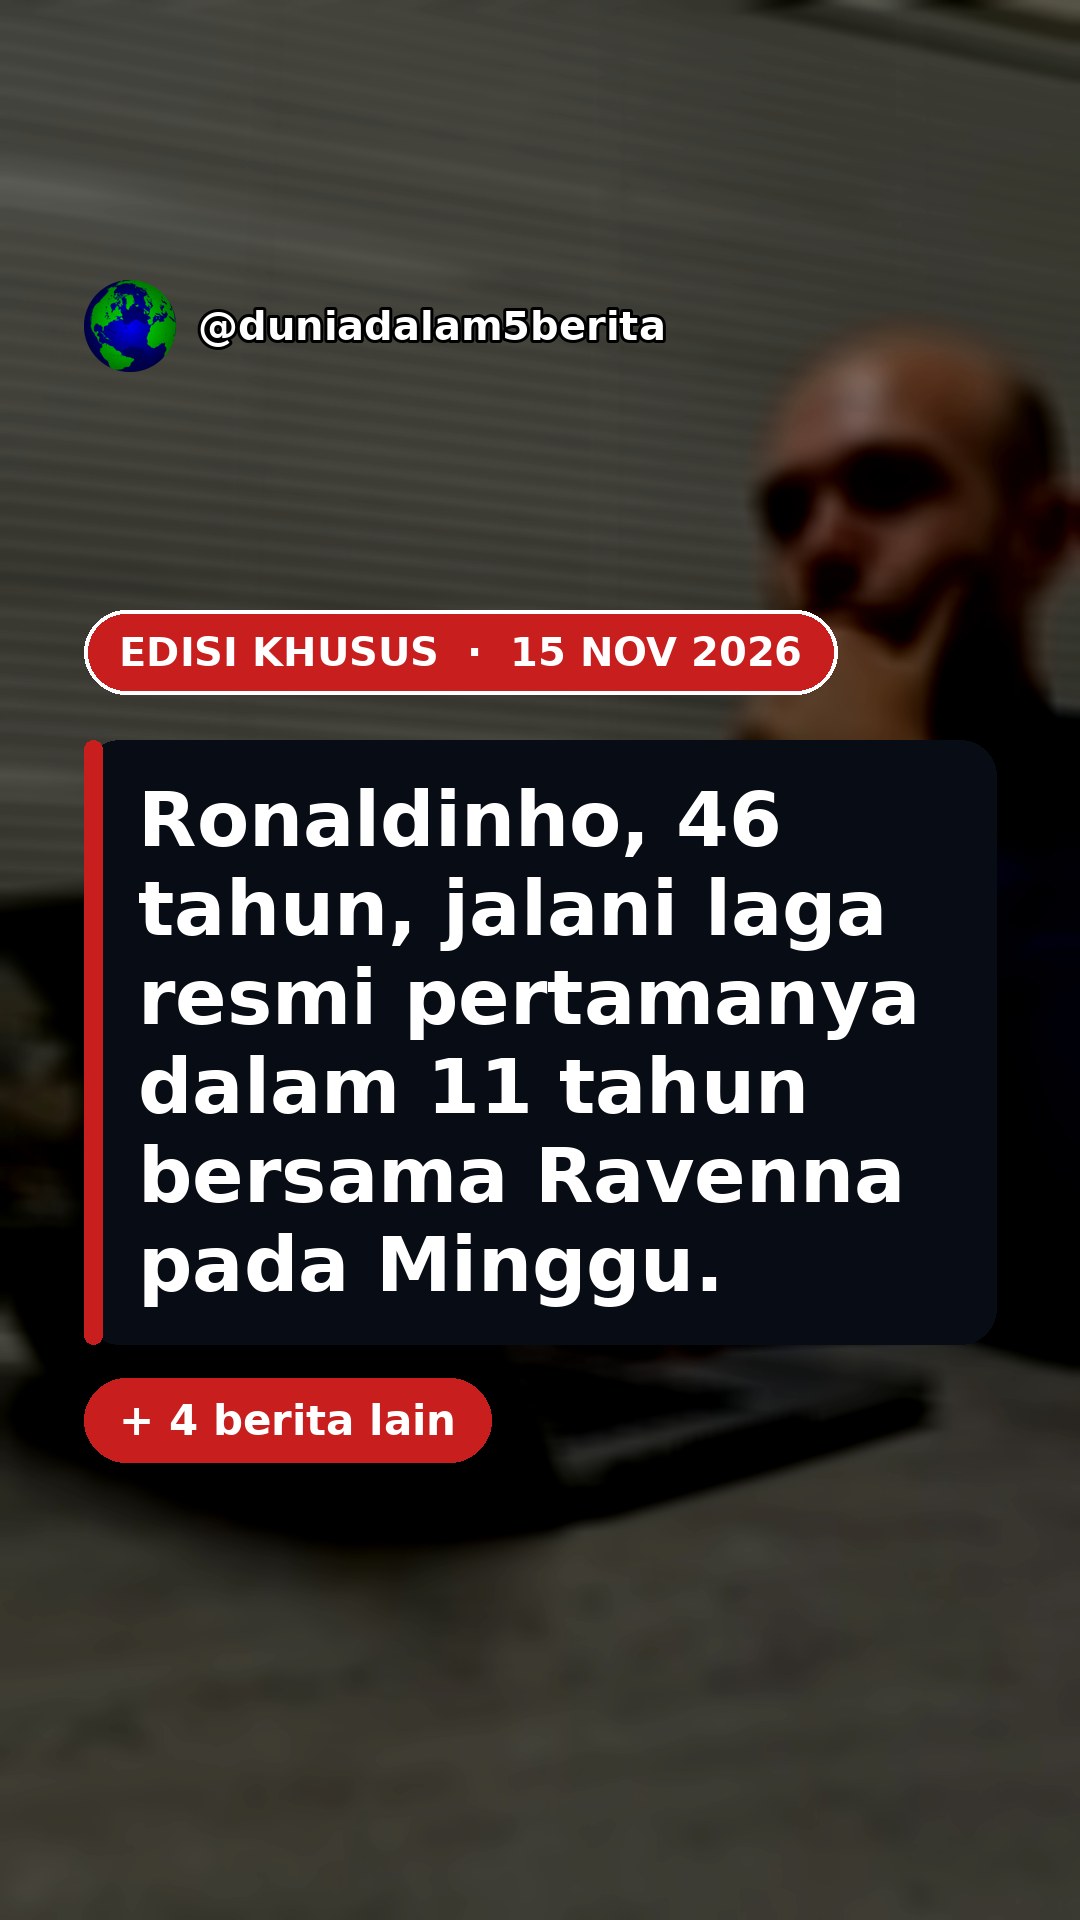 @duniadalam5berita
EDISI KHUSUS · 15 NOV 2026
Ronaldinho, 46
tahun, jalani laga
resmi pertamanya
dalam 11 tahun
bersama Ravenna
pada Minggu.
+ 4 berita lain